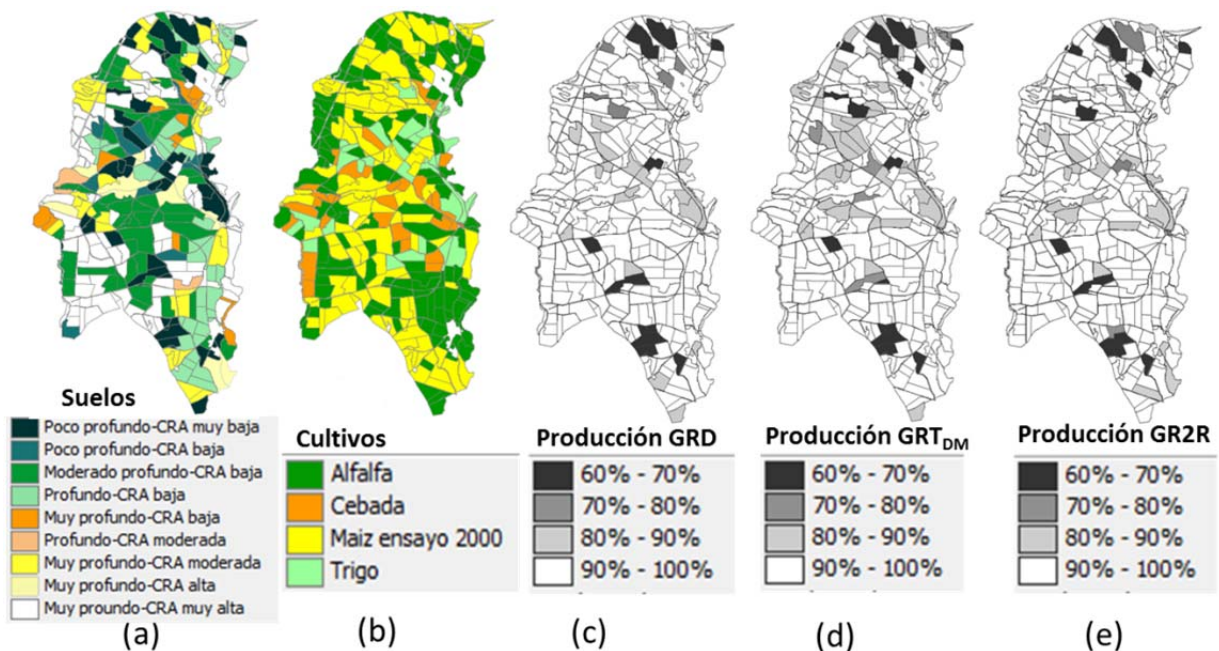 Suelos
Poco profundo-CRA muy baja
Poco profundo-CRA baja
Moderado profundo-CRA baja
Profundo-CRA baja
Muy profundo-CRA baja
Profundo-CRA moderada
Muy profundo-CRA moderada
Muy profundo-CRA alta
Muy proundo-CRA muy alta
(a)
Cultivos
Alfalfa
Cebada
Maiz ensayo 2000
Trigo
(b)
Producción GRD
60% - 70%
70% - 80%
80% - 90%
90% - 100%
(c)
Producción GRTDM
60% - 70%
70% - 80%
80% - 90%
90% - 100%
(d)
Producción GR2R
60% - 70%
70% - 80%
80% - 90%
90% - 100%
(e)